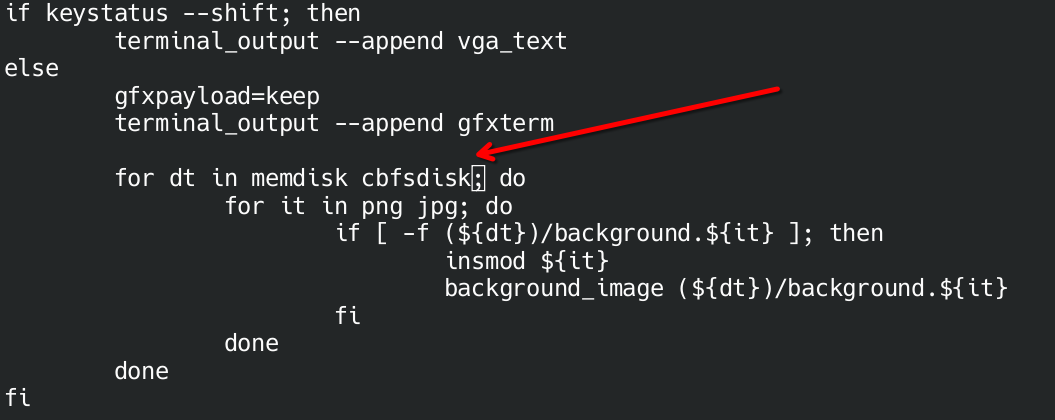 if keystatus --shift; then
        terminal_output --append vga_text
else
        gfxpayload=keep
        terminal_output --append gfxterm

        for dt in memdisk cbfsdisk; do
                for it in png jpg; do
                        if [ -f (${dt})/background.${it} ]; then
                                insmod ${it}
                                background_image (${dt})/background.${it}
                        fi
                done
        done
fi